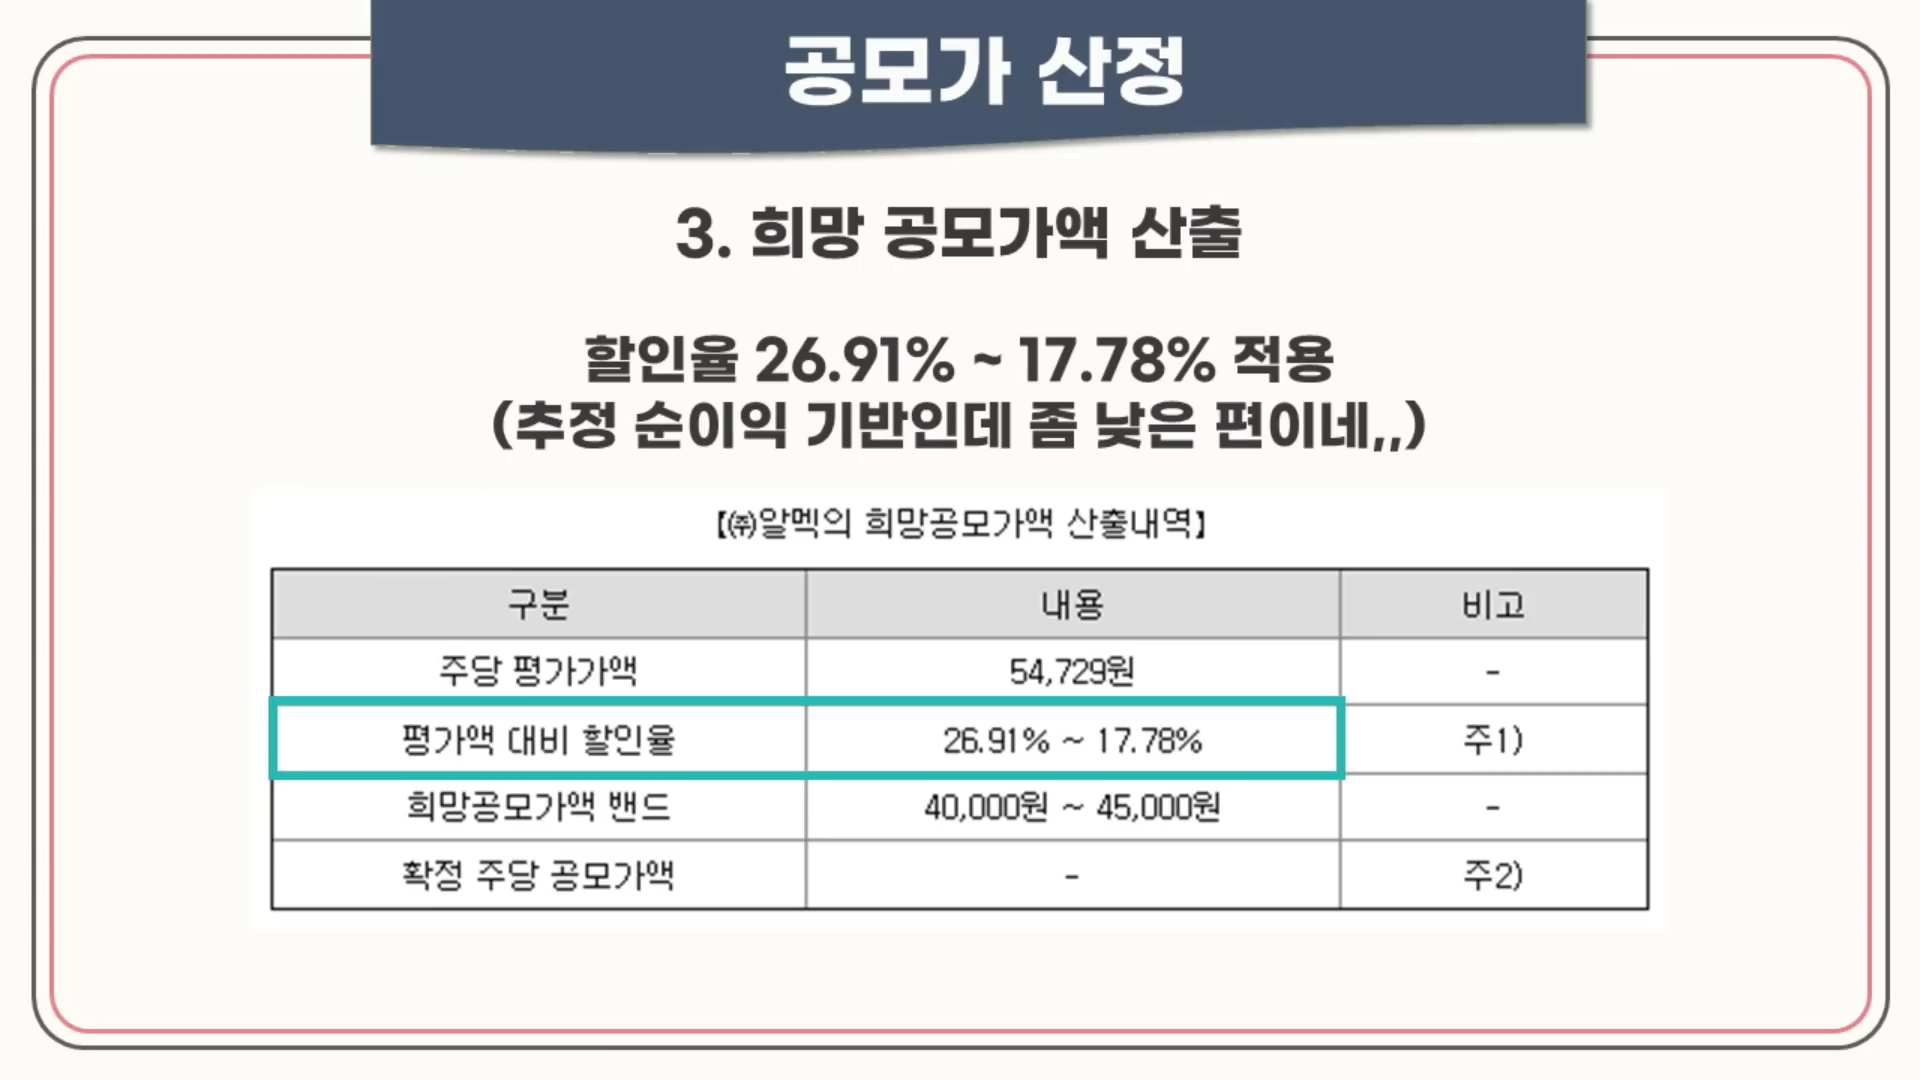 공모가 산정
3. 희망 공모가액 산출
할인율 26.91% ~ 17.78% 적용
(추정 순이익 기반인데 좀 낮은 편이네,,)
【㈜알멕의 희망공모가액 산출내역】
구분 내용 비고
주당 평가가액 54,729원 -
평가액 대비 할인율 26.91% ~ 17.78% 주1)
희망공모가액 밴드 40,000원 ~ 45,000원 -
확정 주당 공모가액 - 주2)